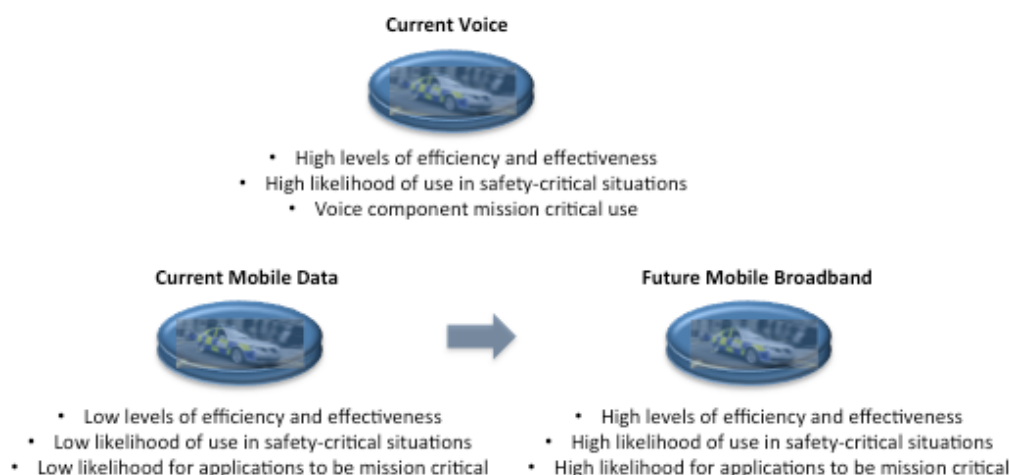 Current Voice
• High levels of efficiency and effectiveness
• High likelihood of use in safety-critical situations
• Voice component mission critical use
Current Mobile Data
• Low levels of efficiency and effectiveness
• Low likelihood of use in safety-critical situations
• Low likelihood for applications to be mission critical
Future Mobile Broadband
• High levels of efficiency and effectiveness
• High likelihood of use in safety-critical situations
• High likelihood for applications to be mission critical